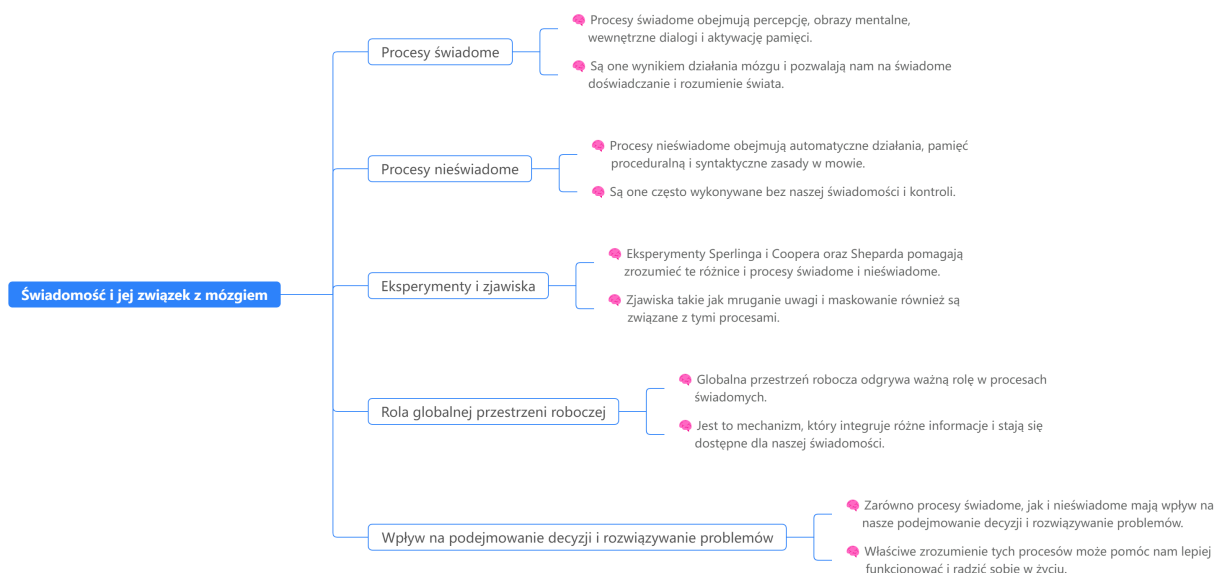 Świadomość i jej związek z mózgiem
Procesy świadome
Procesy świadome obejmują percepcję, obrazy mentalne,
wewnętrzne dialogi i aktywację pamięci.
Są one wynikiem działania mózgu i pozwalają nam na świadome
doświadczanie i rozumienie świata.
Procesy nieświadome
Procesy nieświadome obejmują automatyczne działania, pamięć
proceduralną i syntaktyczne zasady w mowie.
Są one często wykonywane bez naszej świadomości i kontroli.
Eksperymenty i zjawiska
Eksperymenty Sperlinga i Coopera oraz Sheparda pomagają
zrozumieć te różnice i procesy świadome i nieświadome.
Zjawiska takie jak mruganie uwagi i maskowanie również są
związane z tymi procesami.
Rola globalnej przestrzeni roboczej
Globalna przestrzeń robocza odgrywa ważną rolę w procesach
świadomych.
Jest to mechanizm, który integruje różne informacje i stają się
dostępne dla naszej świadomości.
Wpływ na podejmowanie decyzji i rozwiązywanie problemów
Zarówno procesy świadome, jak i nieświadome mają wpływ na
nasze podejmowanie decyzji i rozwiązywanie problemów.
Właściwe zrozumienie tych procesów może pomóc nam lepiej
funkcjonować i radzić sobie w życiu.